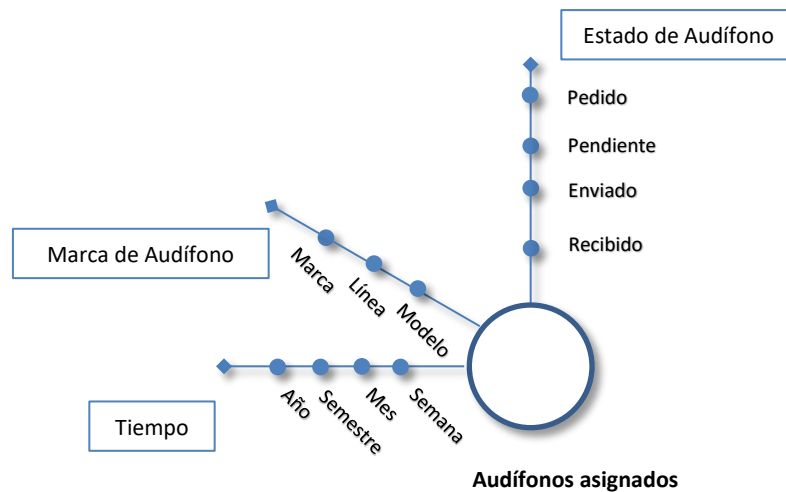 Estado de Audífono
Pedido
Pendiente
Enviado
Recibido
Marca de Audífono
Marca
Línea
Modelo
Año
Semestre
Mes
Semana
Tiempo
Audífonos asignados